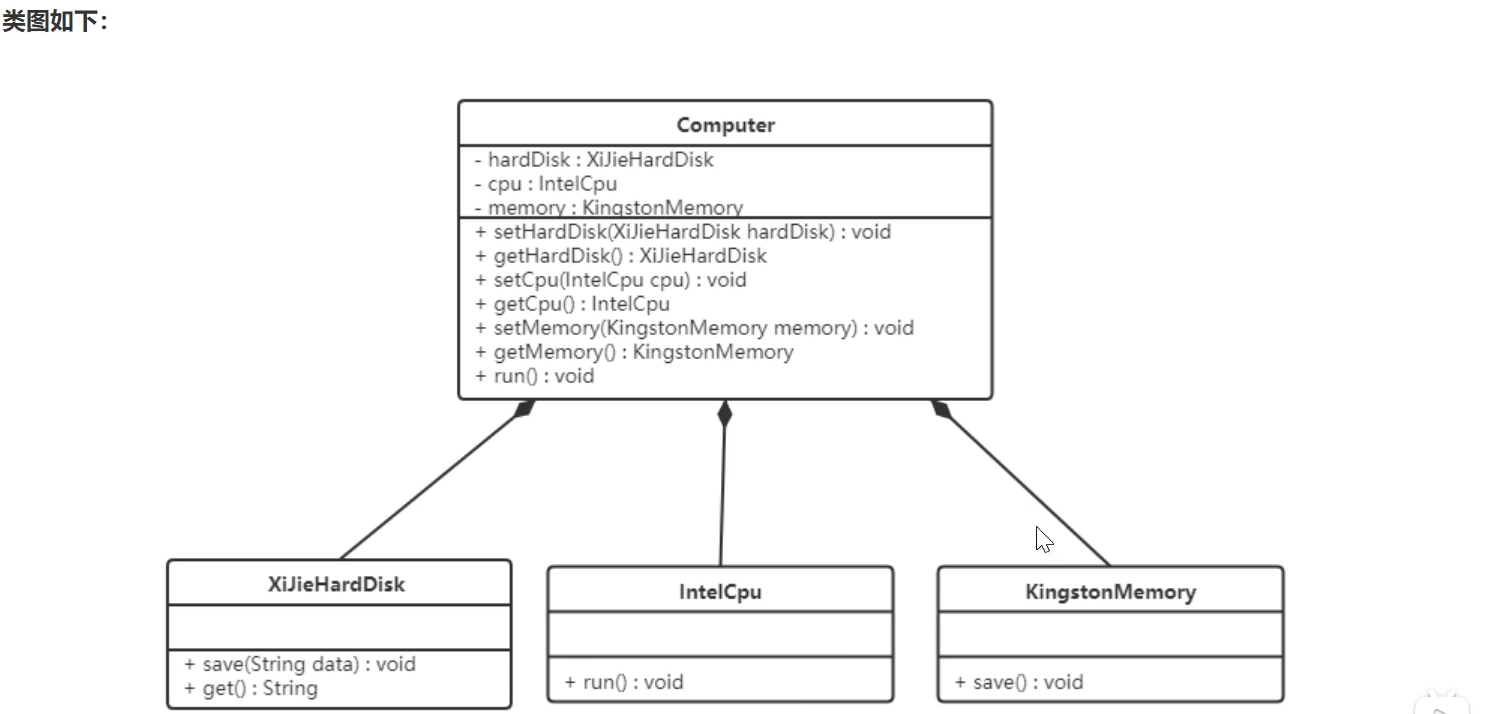 类图如下：
Computer
- hardDisk : XiJieHardDisk
- cpu : IntelCpu
- memory : KingstonMemory
+ setHardDisk(XiJieHardDisk hardDisk) : void
+ getHardDisk() : XiJieHardDisk
+ setCpu(IntelCpu cpu) : void
+ getCpu() : IntelCpu
+ setMemory(KingstonMemory memory) : void
+ getMemory() : KingstonMemory
+ run() : void
XiJieHardDisk
+ save(String data) : void
+ get() : String
IntelCpu
+ run() : void
KingstonMemory
+ save() : void